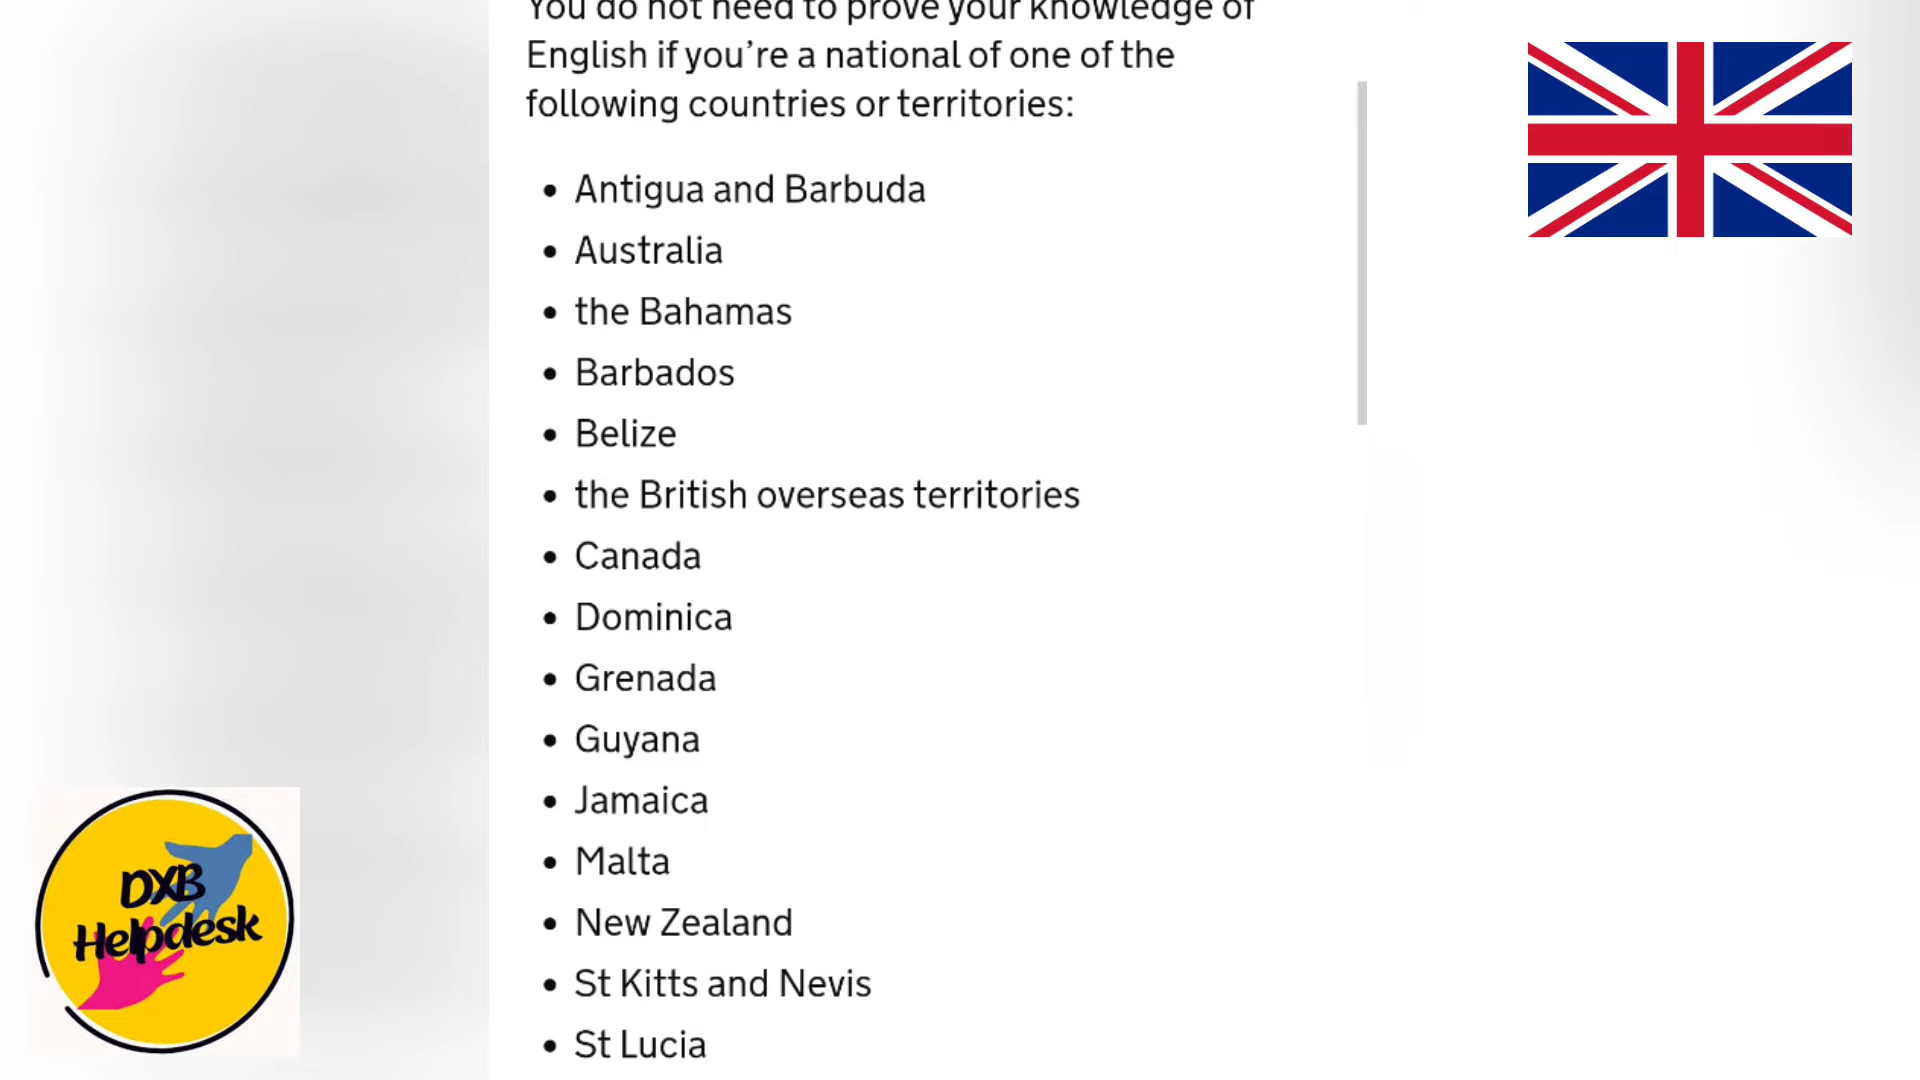 You do not need to prove your knowledge of
English if you’re a national of one of the
following countries or territories:
• Antigua and Barbuda
• Australia
• the Bahamas
• Barbados
• Belize
• the British overseas territories
• Canada
• Dominica
• Grenada
• Guyana
• Jamaica
• Malta
• New Zealand
• St Kitts and Nevis
• St Lucia
DXB
Helpdesk